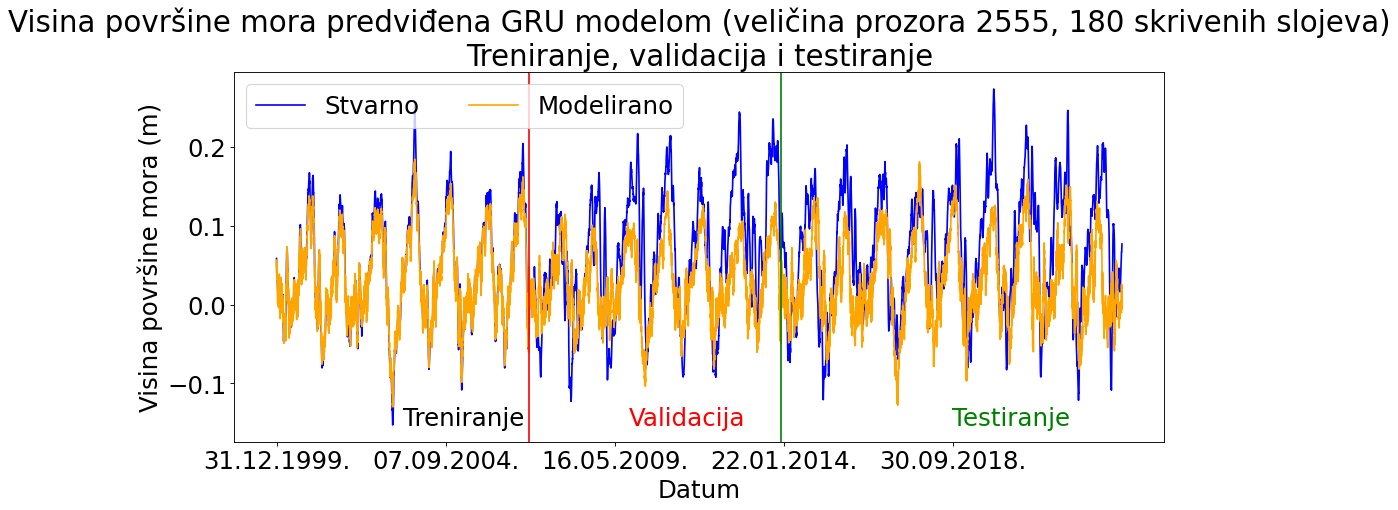 Visina površine mora predviđena GRU modelom (veličina prozora 2555, 180 skrivenih slojeva)
Treniranje, validacija i testiranje
Stvarno Modelirano
Visina površine mora (m)
0.2
0.1
0.0
−0.1
Treniranje Validacija Testiranje
31.12.1999. 07.09.2004. 16.05.2009. 22.01.2014. 30.09.2018.
Datum